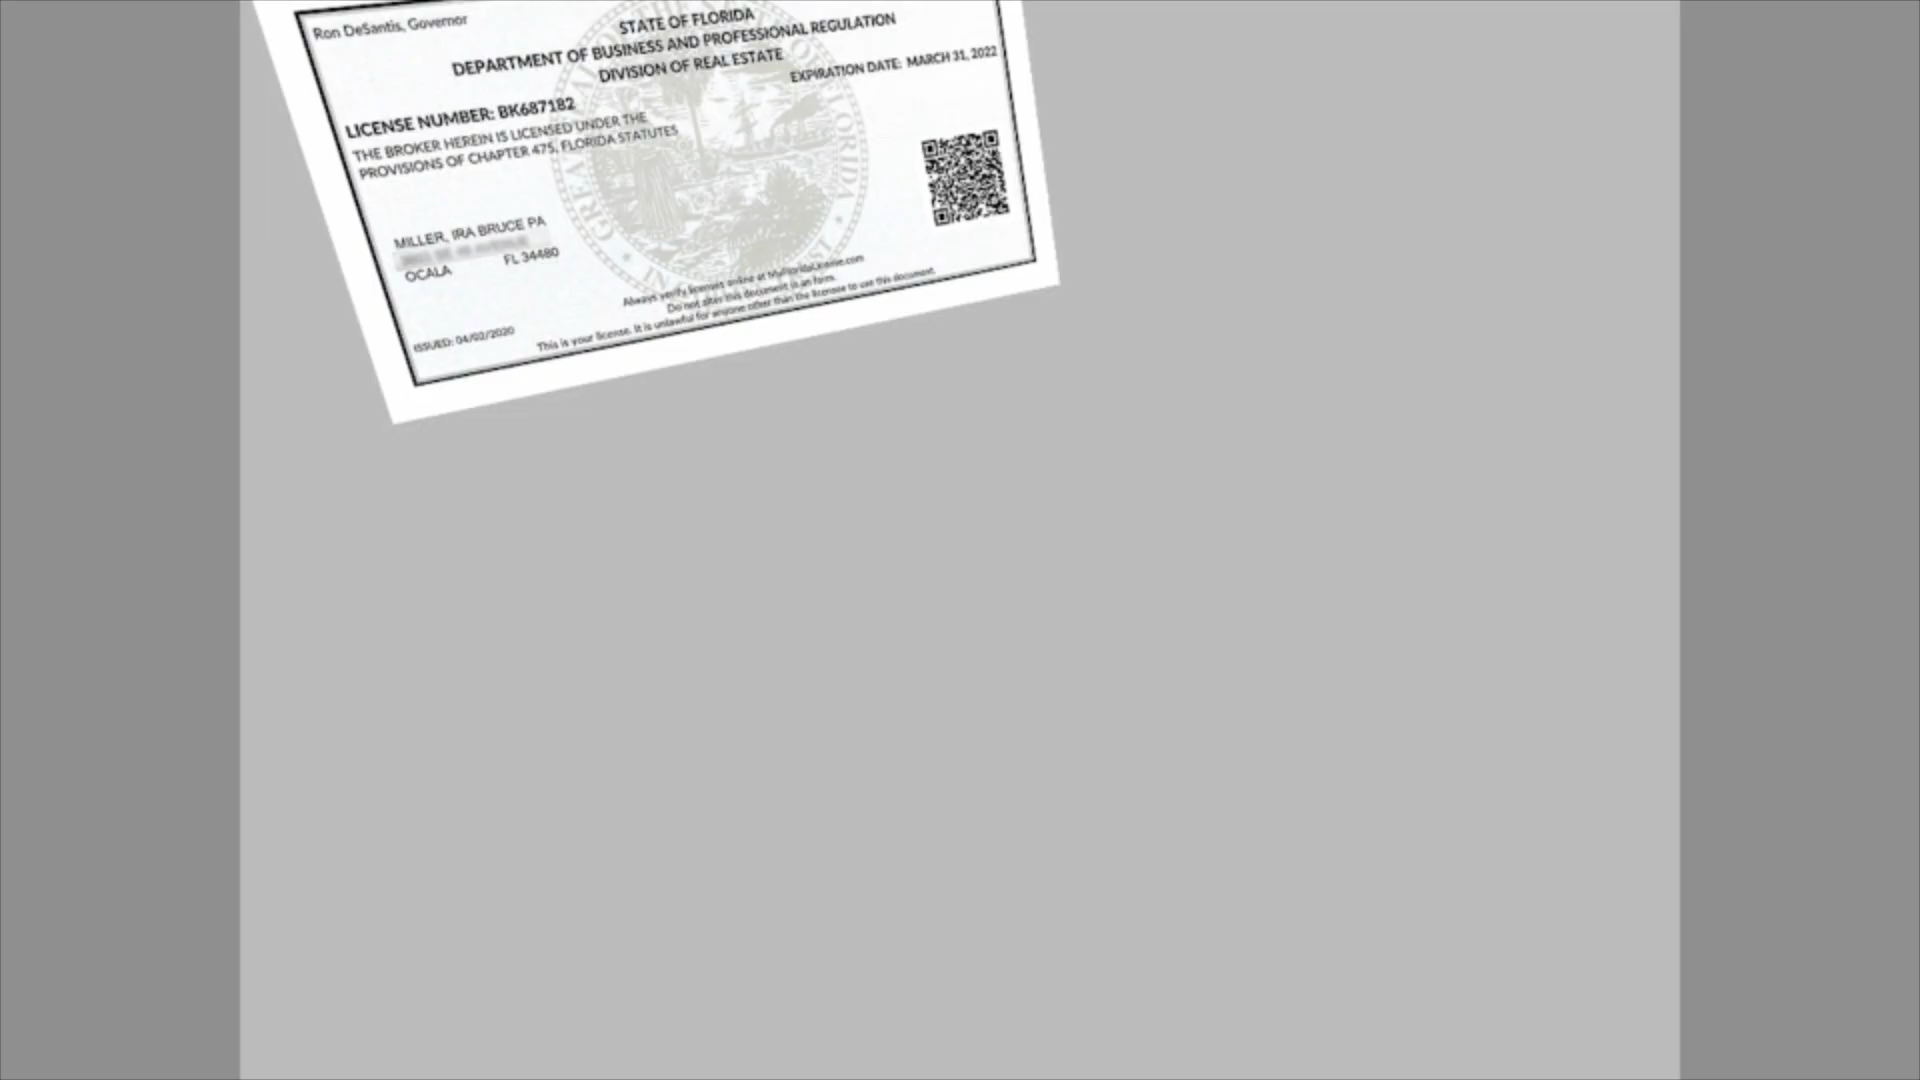 Ron DeSantis, Governor
STATE OF FLORIDA
DEPARTMENT OF BUSINESS AND PROFESSIONAL REGULATION
DIVISION OF REAL ESTATE
EXPIRATION DATE: MARCH 31, 2022
LICENSE NUMBER: BK687182
THE BROKER HEREIN IS LICENSED UNDER THE
PROVISIONS OF CHAPTER 475, FLORIDA STATUTES
MILLER, IRA BRUCE PA
OCALA FL 34480
Always verify licenses online at MyFloridaLicense.com
Do not alter this document in any form.
ISSUED: 04/02/2020
This is your license. It is unlawful for anyone other than the licensee to use this document.